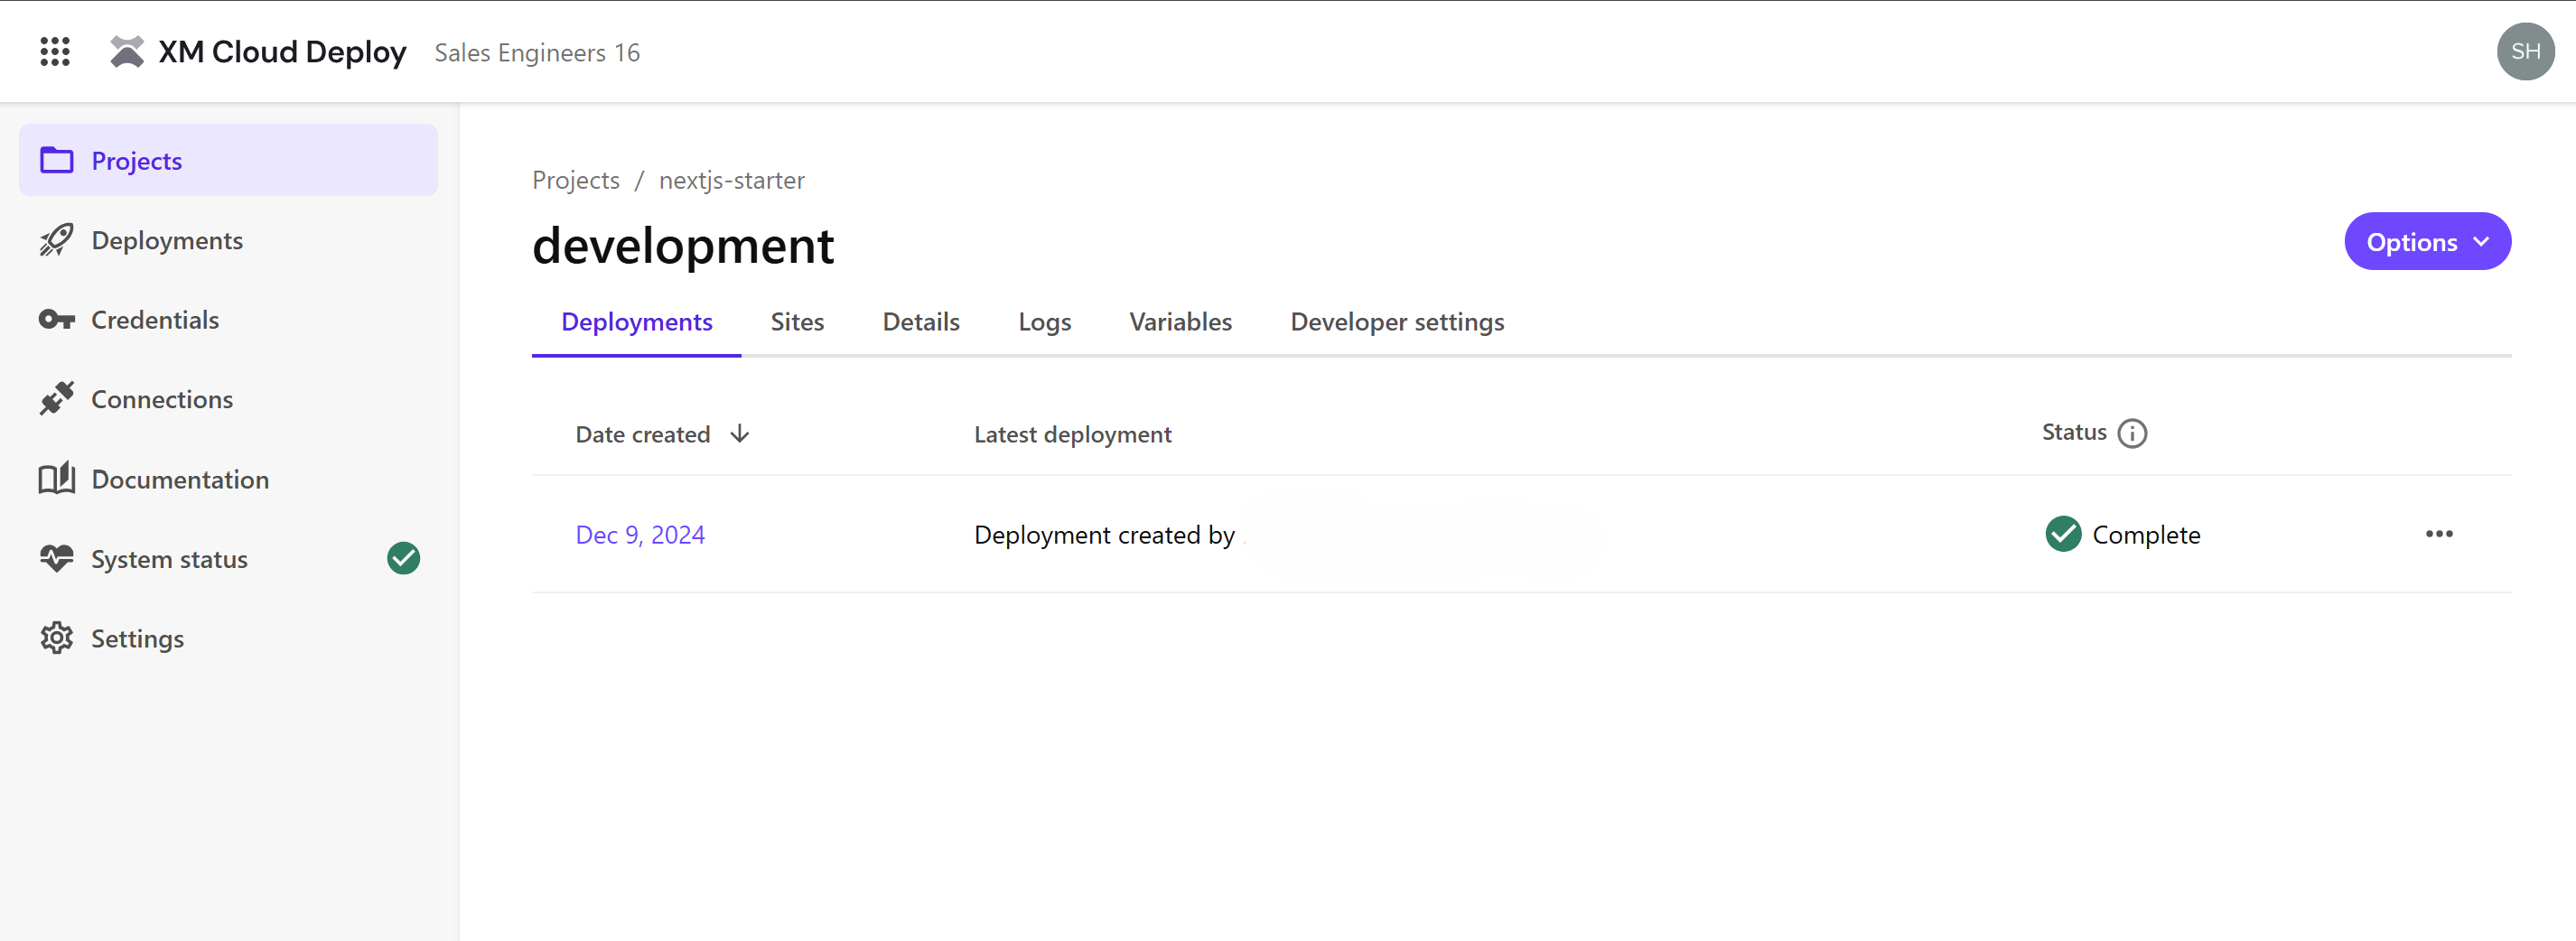 XM Cloud Deploy Sales Engineers 16 SH
Projects
Deployments
Credentials
Connections
Documentation
System status
Settings
Projects / nextjs-starter
development
Options
Deployments Sites Details Logs Variables Developer settings
Date created Latest deployment Status
Dec 9, 2024 Deployment created by Complete